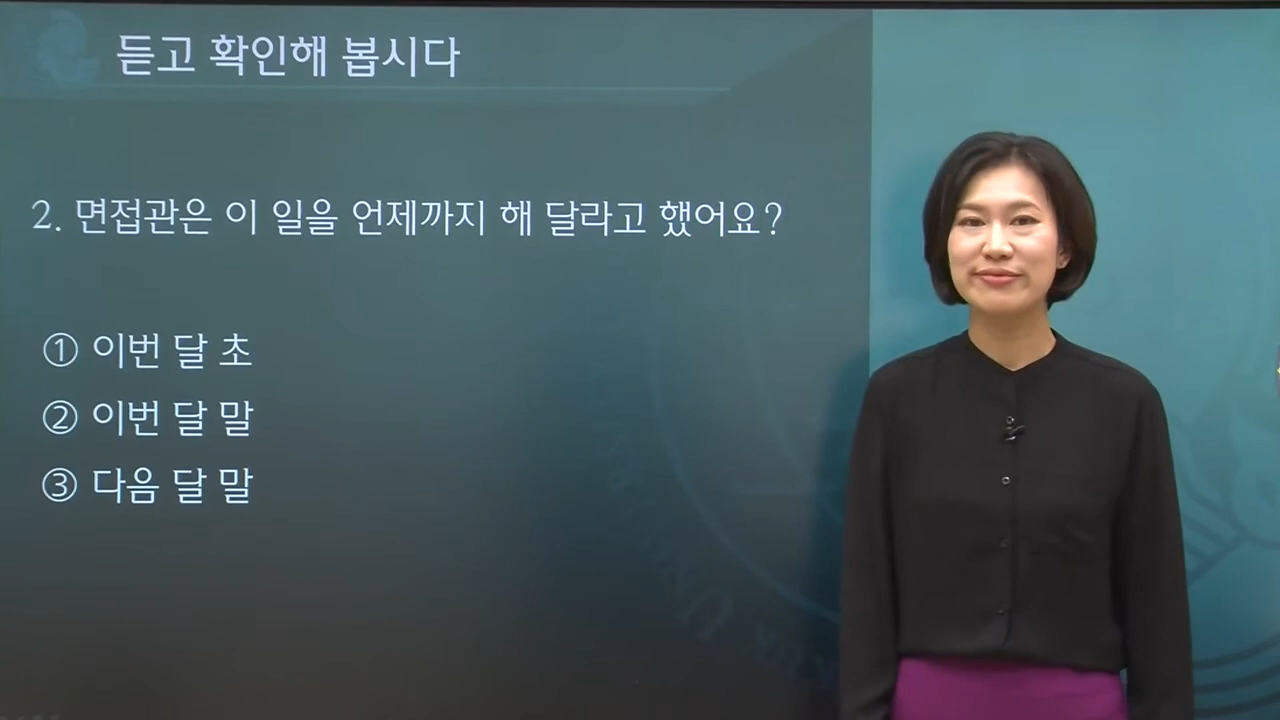 듣고 확인해 봅시다
2. 면접관은 이 일을 언제까지 해 달라고 했어요?
① 이번 달 초
② 이번 달 말
③ 다음 달 말